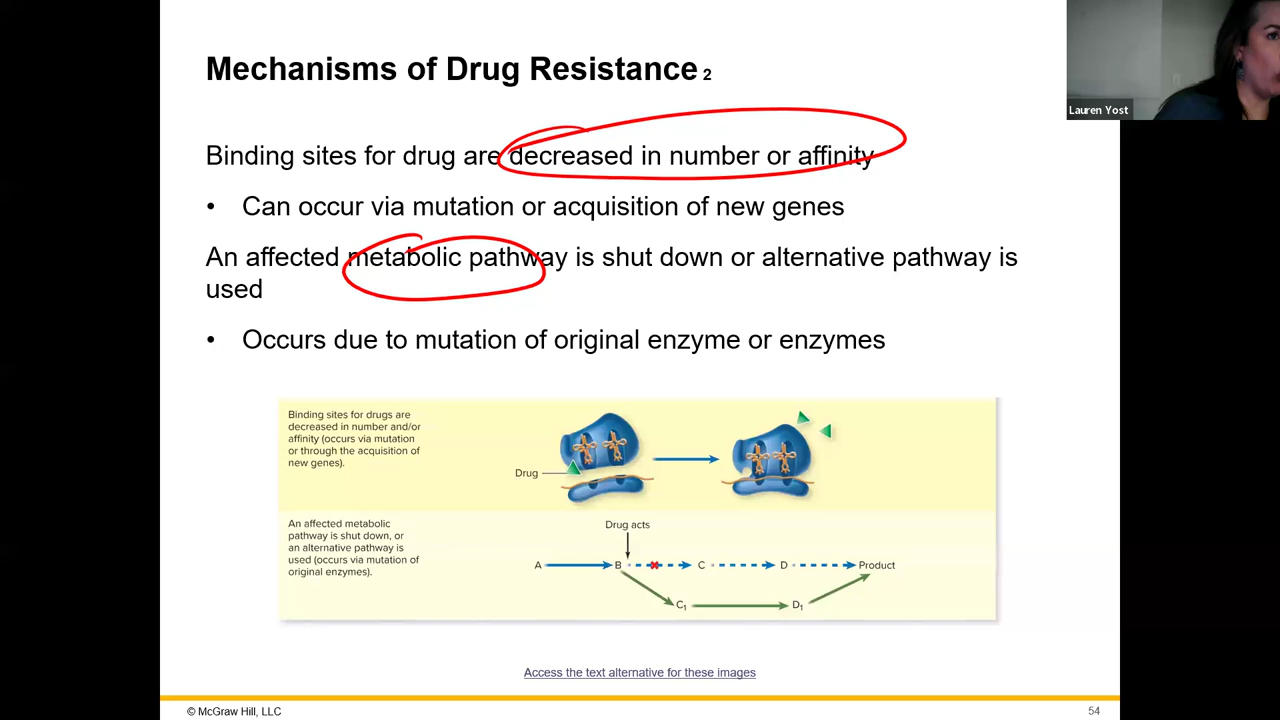 Mechanisms of Drug Resistance 2
Lauren Yost
Binding sites for drug are decreased in number or affinity
• Can occur via mutation or acquisition of new genes
An affected metabolic pathway is shut down or alternative pathway is
used
• Occurs due to mutation of original enzyme or enzymes
Binding sites for drugs are
decreased in number and/or
affinity (occurs via mutation
or through the acquisition of
new genes).
Drug
An affected metabolic
pathway is shut down, or
an alternative pathway is
used (occurs via mutation of
original enzymes).
Drug acts
A B C D Product
C1 D1
Access the text alternative for these images
© McGraw Hill, LLC
54